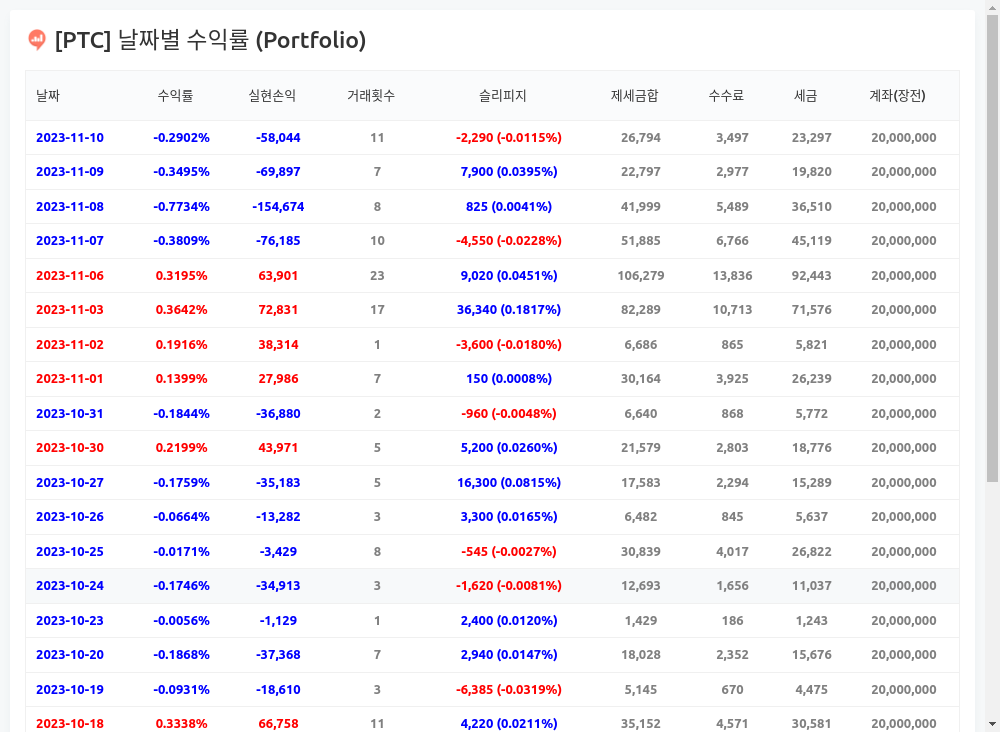 [PTC] 날짜별 수익률 (Portfolio)
날짜 수익률 실현손익 거래횟수 슬리피지 제세금합 수수료 세금 계좌(장전)
2023-11-10 -0.2902% -58,044 11 -2,290 (-0.0115%) 26,794 3,497 23,297 20,000,000
2023-11-09 -0.3495% -69,897 7 7,900 (0.0395%) 22,797 2,977 19,820 20,000,000
2023-11-08 -0.7734% -154,674 8 825 (0.0041%) 41,999 5,489 36,510 20,000,000
2023-11-07 -0.3809% -76,185 10 -4,550 (-0.0228%) 51,885 6,766 45,119 20,000,000
2023-11-06 0.3195% 63,901 23 9,020 (0.0451%) 106,279 13,836 92,443 20,000,000
2023-11-03 0.3642% 72,831 17 36,340 (0.1817%) 82,289 10,713 71,576 20,000,000
2023-11-02 0.1916% 38,314 1 -3,600 (-0.0180%) 6,686 865 5,821 20,000,000
2023-11-01 0.1399% 27,986 7 150 (0.0008%) 30,164 3,925 26,239 20,000,000
2023-10-31 -0.1844% -36,880 2 -960 (-0.0048%) 6,640 868 5,772 20,000,000
2023-10-30 0.2199% 43,971 5 5,200 (0.0260%) 21,579 2,803 18,776 20,000,000
2023-10-27 -0.1759% -35,183 5 16,300 (0.0815%) 17,583 2,294 15,289 20,000,000
2023-10-26 -0.0664% -13,282 3 3,300 (0.0165%) 6,482 845 5,637 20,000,000
2023-10-25 -0.0171% -3,429 8 -545 (-0.0027%) 30,839 4,017 26,822 20,000,000
2023-10-24 -0.1746% -34,913 3 -1,620 (-0.0081%) 12,693 1,656 11,037 20,000,000
2023-10-23 -0.0056% -1,129 1 2,400 (0.0120%) 1,429 186 1,243 20,000,000
2023-10-20 -0.1868% -37,368 7 2,940 (0.0147%) 18,028 2,352 15,676 20,000,000
2023-10-19 -0.0931% -18,610 3 -6,385 (-0.0319%) 5,145 670 4,475 20,000,000
2023-10-18 0.3338% 66,758 11 4,220 (0.0211%) 35,152 4,571 30,581 20,000,000